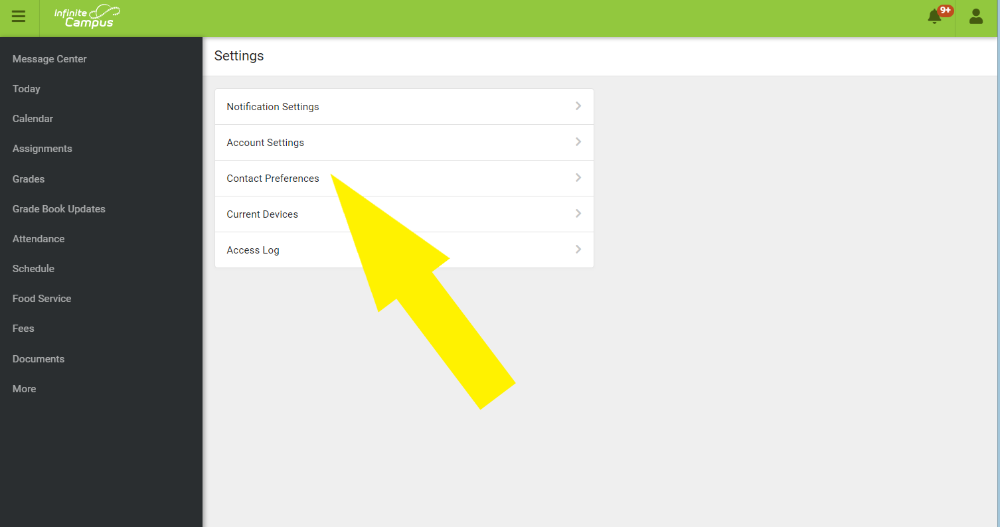 Infinite
Campus
9+
Message Center
Today
Calendar
Assignments
Grades
Grade Book Updates
Attendance
Schedule
Food Service
Fees
Documents
More
Settings
Notification Settings
Account Settings
Contact Preferences
Current Devices
Access Log